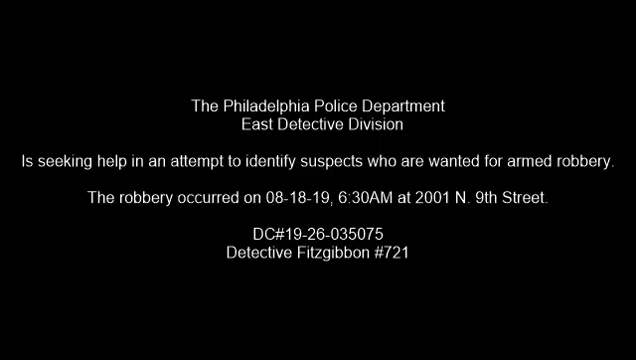 The Philadelphia Police Department
East Detective Division
Is seeking help in an attempt to identify suspects who are wanted for armed robbery.
The robbery occurred on 08-18-19, 6:30AM at 2001 N. 9th Street.
DC#19-26-035075
Detective Fitzgibbon #721